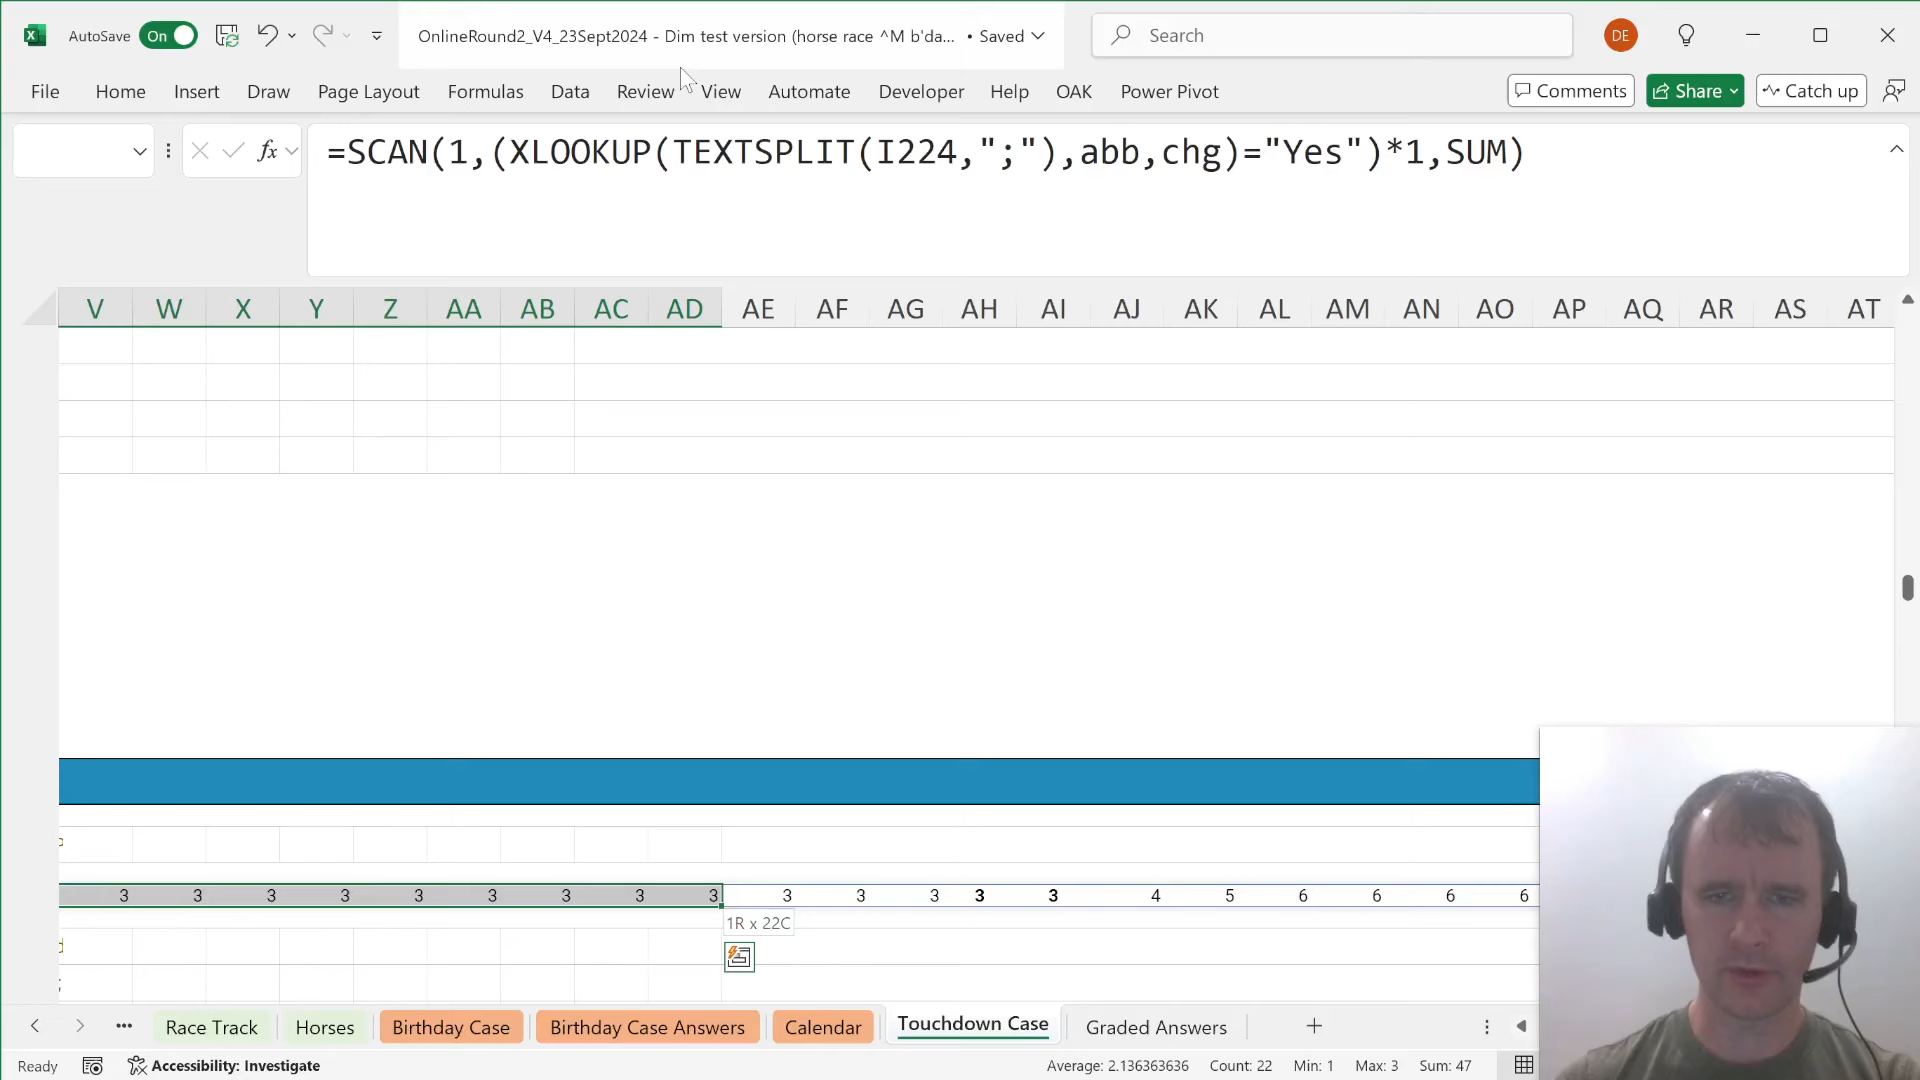 AutoSave On OnlineRound2_V4_23Sept2024 - Dim test version (horse race ^M b'da... • Saved Search DE
File Home Insert Draw Page Layout Formulas Data Review View Automate Developer Help OAK Power Pivot Comments Share Catch up
fx =SCAN(1,(XLOOKUP(TEXTSPLIT(I224,";"),abb,chg)="Yes")*1,SUM)
V W X Y Z AA AB AC AD AE AF AG AH AI AJ AK AL AM AN AO AP AQ AR AS AT
3 3 3 3 3 3 3 3 3 3 3 3 3 3 4 5 6 6 6 6
1R x 22C
Race Track Horses Birthday Case Birthday Case Answers Calendar Touchdown Case Graded Answers
Ready Accessibility: Investigate Average: 2.136363636 Count: 22 Min: 1 Max: 3 Sum: 47